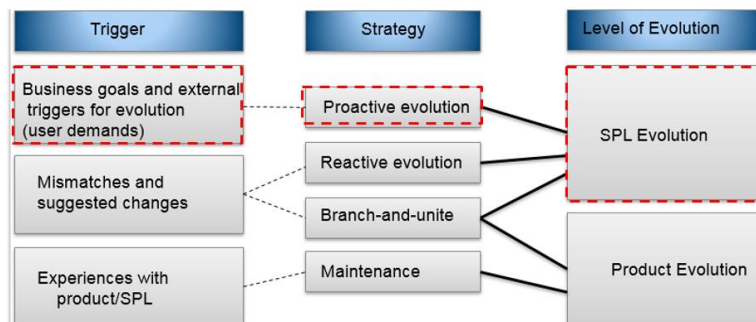 Trigger
Strategy
Level of Evolution
Business goals and external
triggers for evolution
(user demands)
Proactive evolution
SPL Evolution
Mismatches and
suggested changes
Reactive evolution
Branch-and-unite
Experiences with
product/SPL
Maintenance
Product Evolution